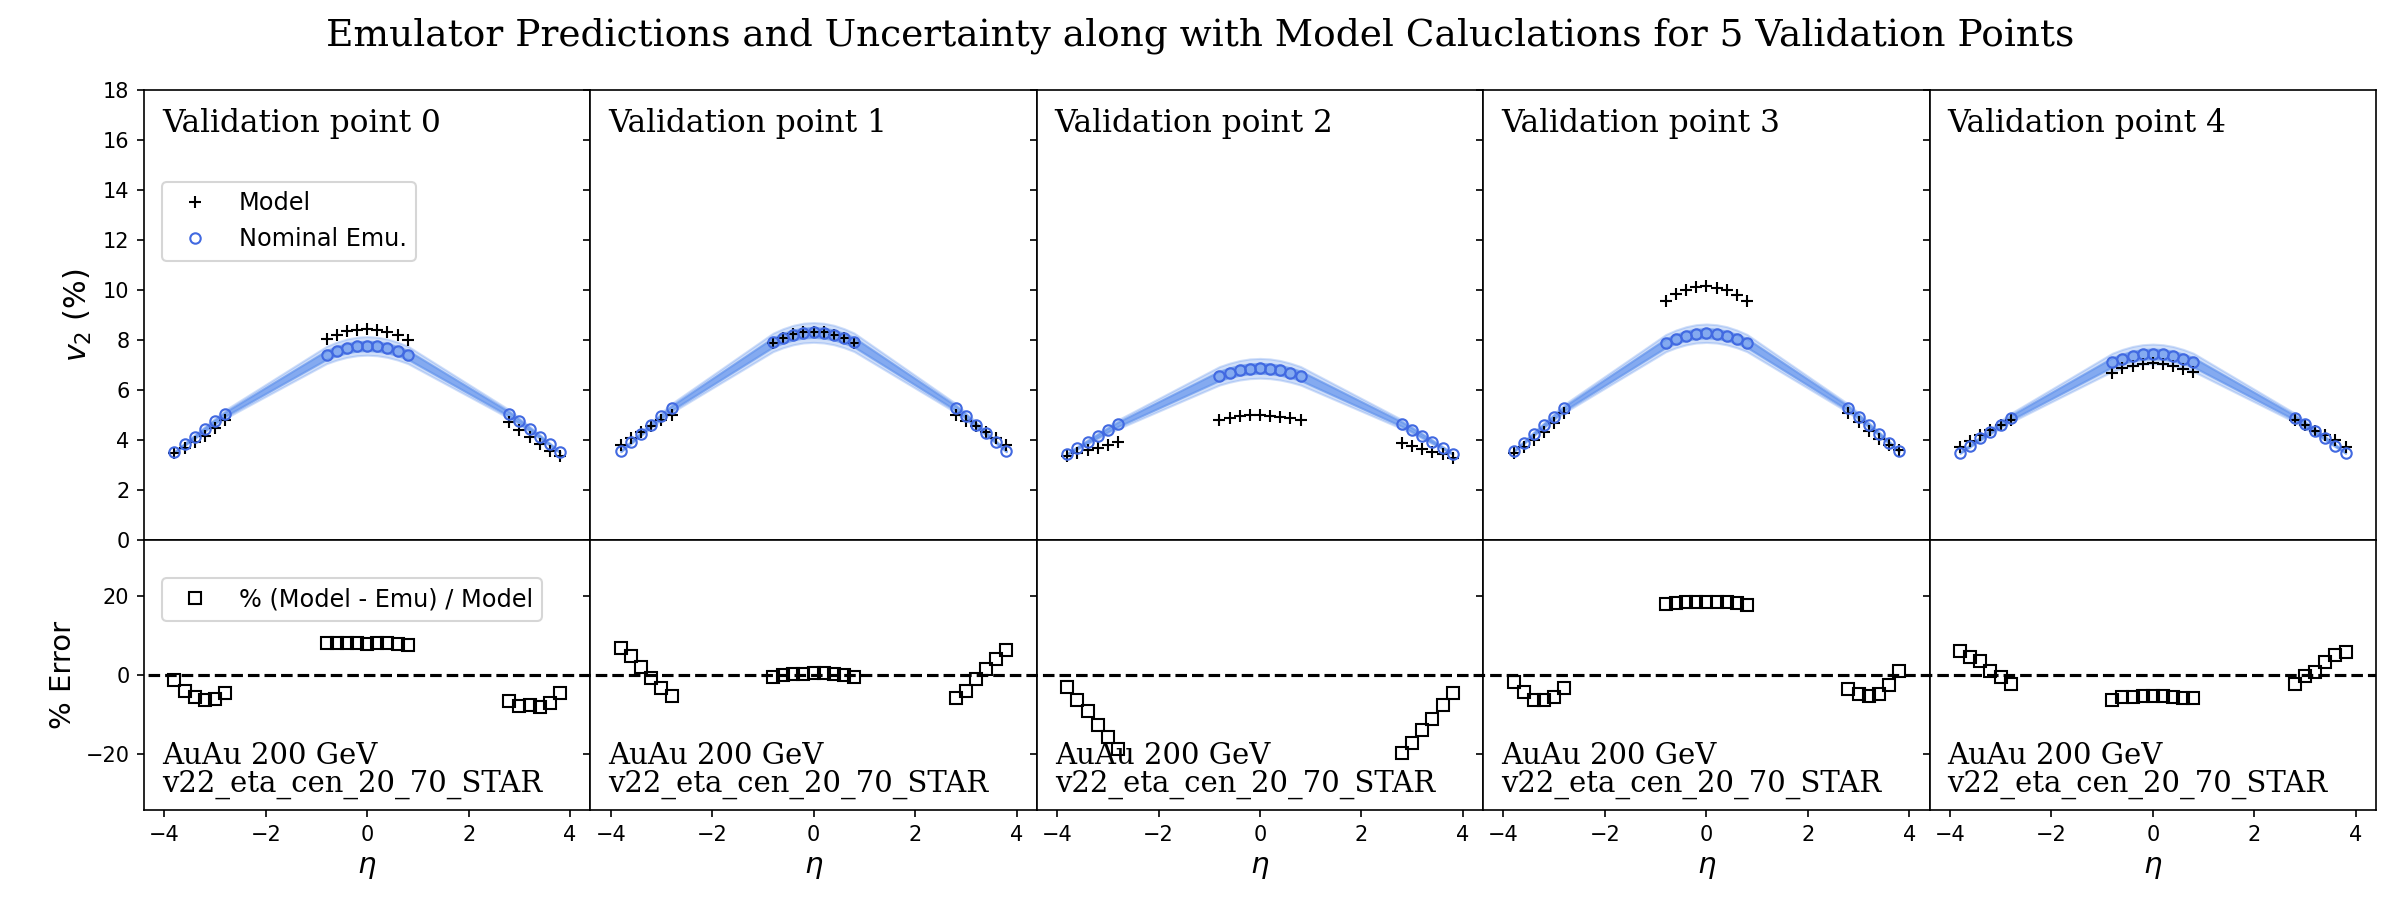 Emulator Predictions and Uncertainty along with Model Caluclations for 5 Validation Points
Validation point 0
Validation point 1
Validation point 2
Validation point 3
Validation point 4
Model
Nominal Emu.
v₂ (%)
18
16
14
12
10
8
6
4
2
0
% (Model - Emu) / Model
% Error
20
0
−20
AuAu 200 GeV
v22_eta_cen_20_70_STAR
AuAu 200 GeV
v22_eta_cen_20_70_STAR
AuAu 200 GeV
v22_eta_cen_20_70_STAR
AuAu 200 GeV
v22_eta_cen_20_70_STAR
AuAu 200 GeV
v22_eta_cen_20_70_STAR
−4 −2 0 2 4
−4 −2 0 2 4
−4 −2 0 2 4
−4 −2 0 2 4
−4 −2 0 2 4
η
η
η
η
η